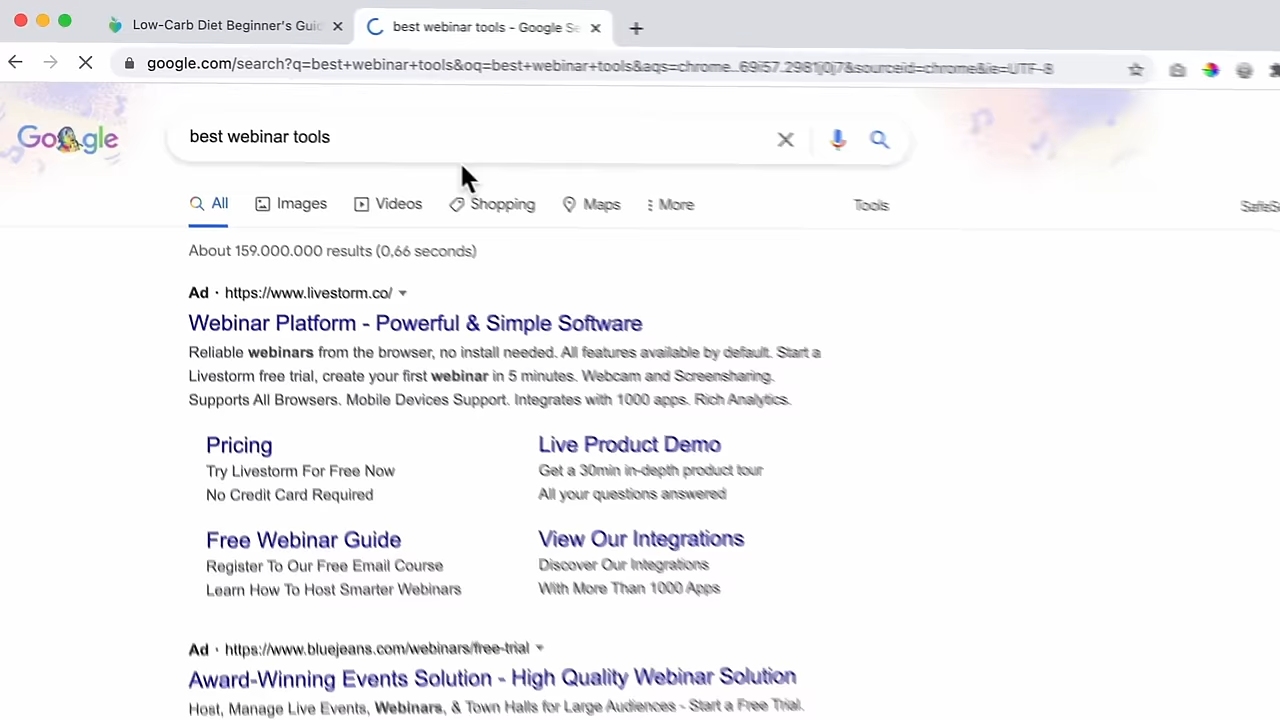 Low-Carb Diet Beginner's Guid
best webinar tools - Google Se
google.com/search?q=best+webinar+tools&oq=best+webinar+tools&aqs=chrome..69i57.2981j0j7&sourceid=chrome&ie=UTF-8
Google
best webinar tools
All Images Videos Shopping Maps More Tools SafeS
About 159.000.000 results (0,66 seconds)
Ad · https://www.livestorm.co/
Webinar Platform - Powerful & Simple Software
Reliable webinars from the browser, no install needed. All features available by default. Start a
Livestorm free trial, create your first webinar in 5 minutes. Webcam and Screensharing.
Supports All Browsers. Mobile Devices Support. Integrates with 1000 apps. Rich Analytics.
Pricing
Try Livestorm For Free Now
No Credit Card Required
Live Product Demo
Get a 30min in-depth product tour
All your questions answered
Free Webinar Guide
Register To Our Free Email Course
Learn How To Host Smarter Webinars
View Our Integrations
Discover Our Integrations
With More Than 1000 Apps
Ad · https://www.bluejeans.com/webinars/free-trial
Award-Winning Events Solution - High Quality Webinar Solution
Host, Manage Live Events, Webinars, & Town Halls for Large Audiences - Start a Free Trial.